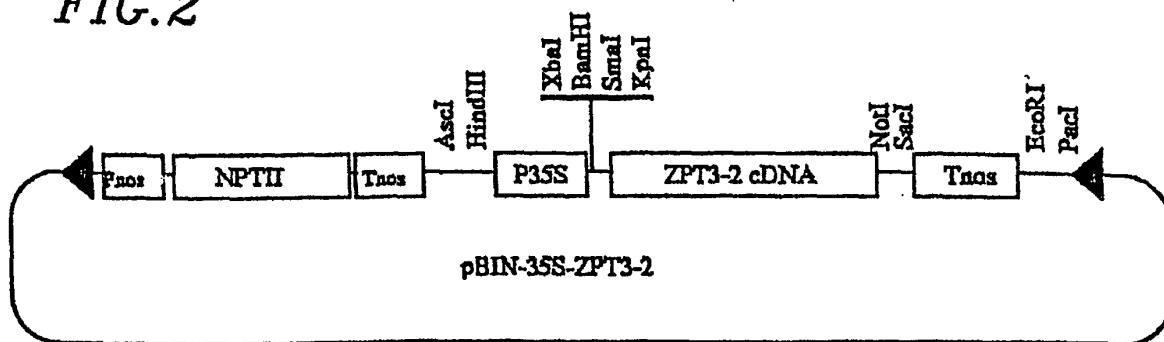 FIG.2
XbaI
BamHI
SmaI
KpnI
AscI
HindIII
NotI
SacI
EcoRI'
PacI
Pnos NPTII Tnos P35S ZPT3-2 cDNA Tnos
pBIN-35S-ZPT3-2